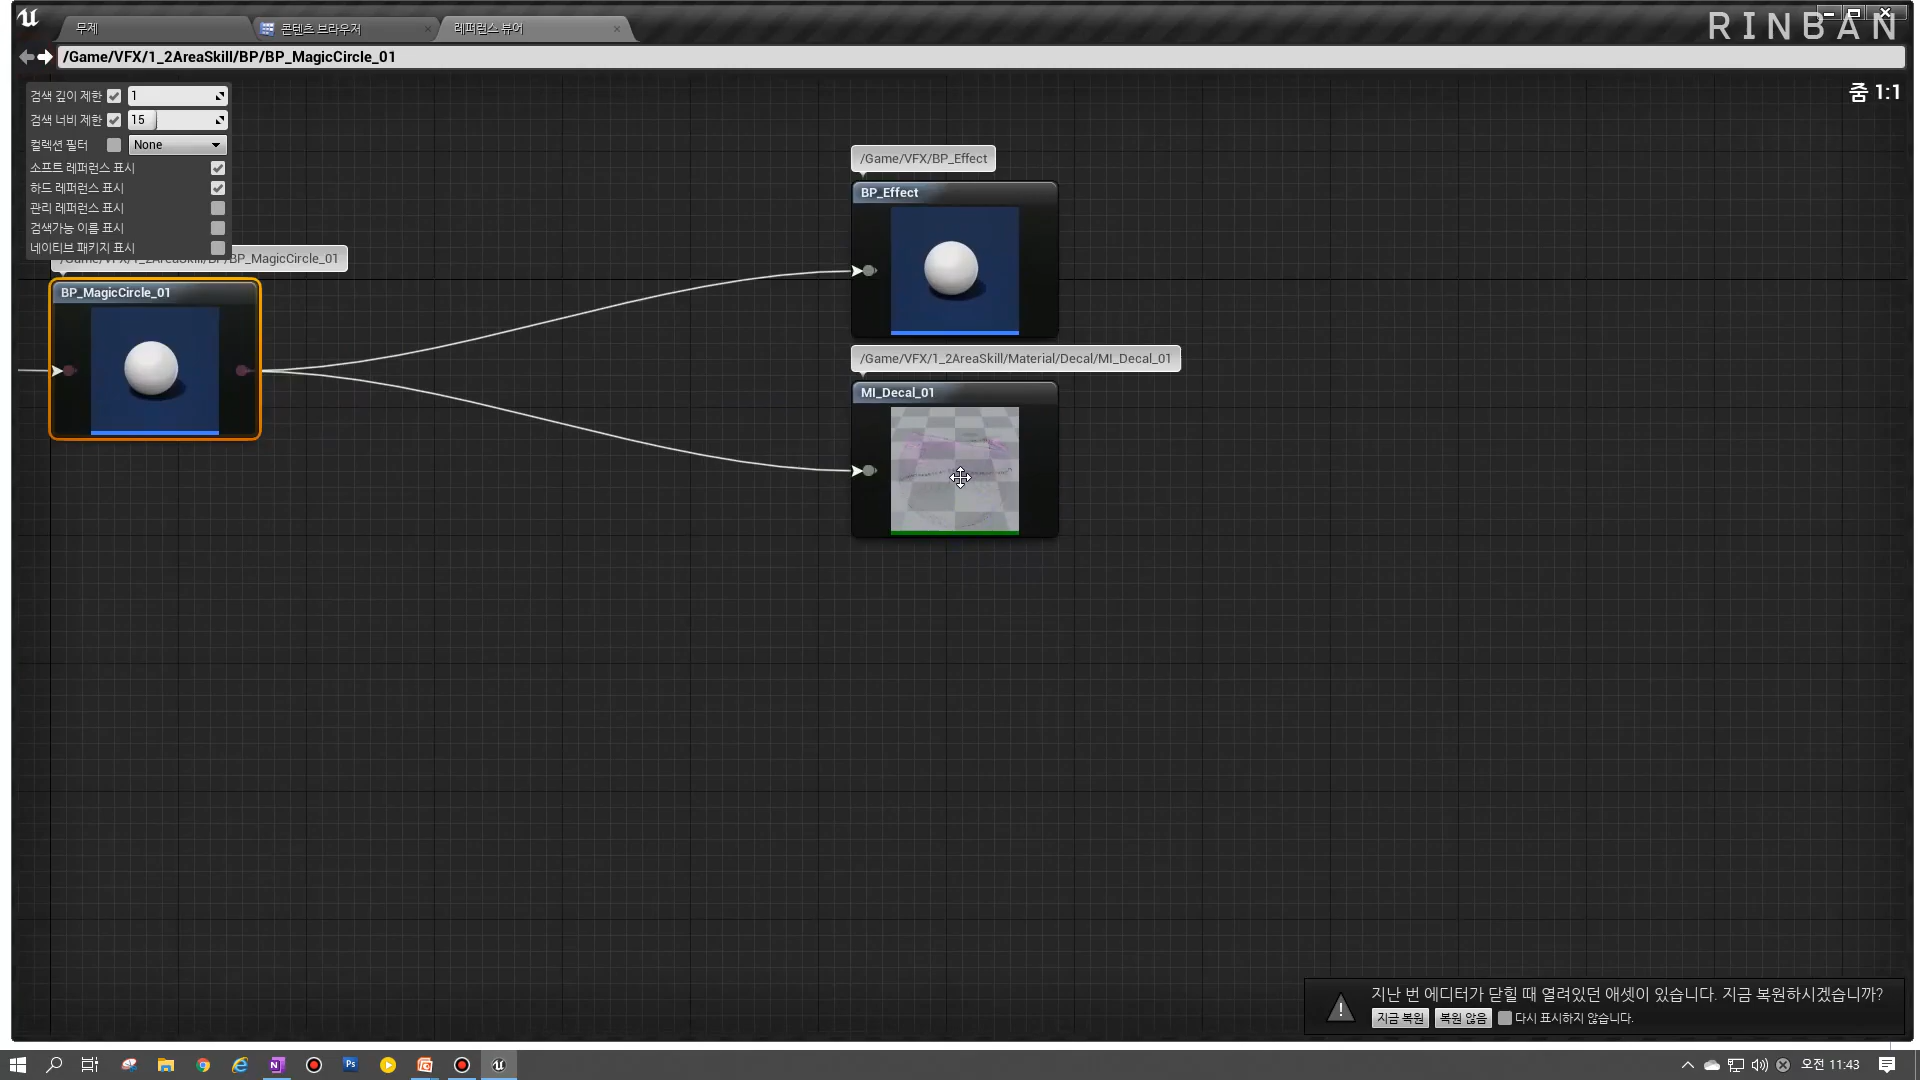 무제
콘텐츠 브라우저
레퍼런스 뷰어
RINBAN
/Game/VFX/1_2AreaSkill/BP/BP_MagicCircle_01
줌 1:1
검색 깊이 제한
1
검색 너비 제한
15
컬렉션 필터
None
소프트 레퍼런스 표시
하드 레퍼런스 표시
관리 레퍼런스 표시
검색가능 이름 표시
네이티브 패키지 표시
/Game/VFX/1_2AreaSkill/BP/BP_MagicCircle_01
BP_MagicCircle_01
/Game/VFX/BP_Effect
BP_Effect
/Game/VFX/1_2AreaSkill/Material/Decal/MI_Decal_01
MI_Decal_01
지난 번 에디터가 닫힐 때 열려있던 애셋이 있습니다. 지금 복원하시겠습니까?
지금 복원
복원 않음
다시 표시하지 않습니다.
Ps
오전 11:43